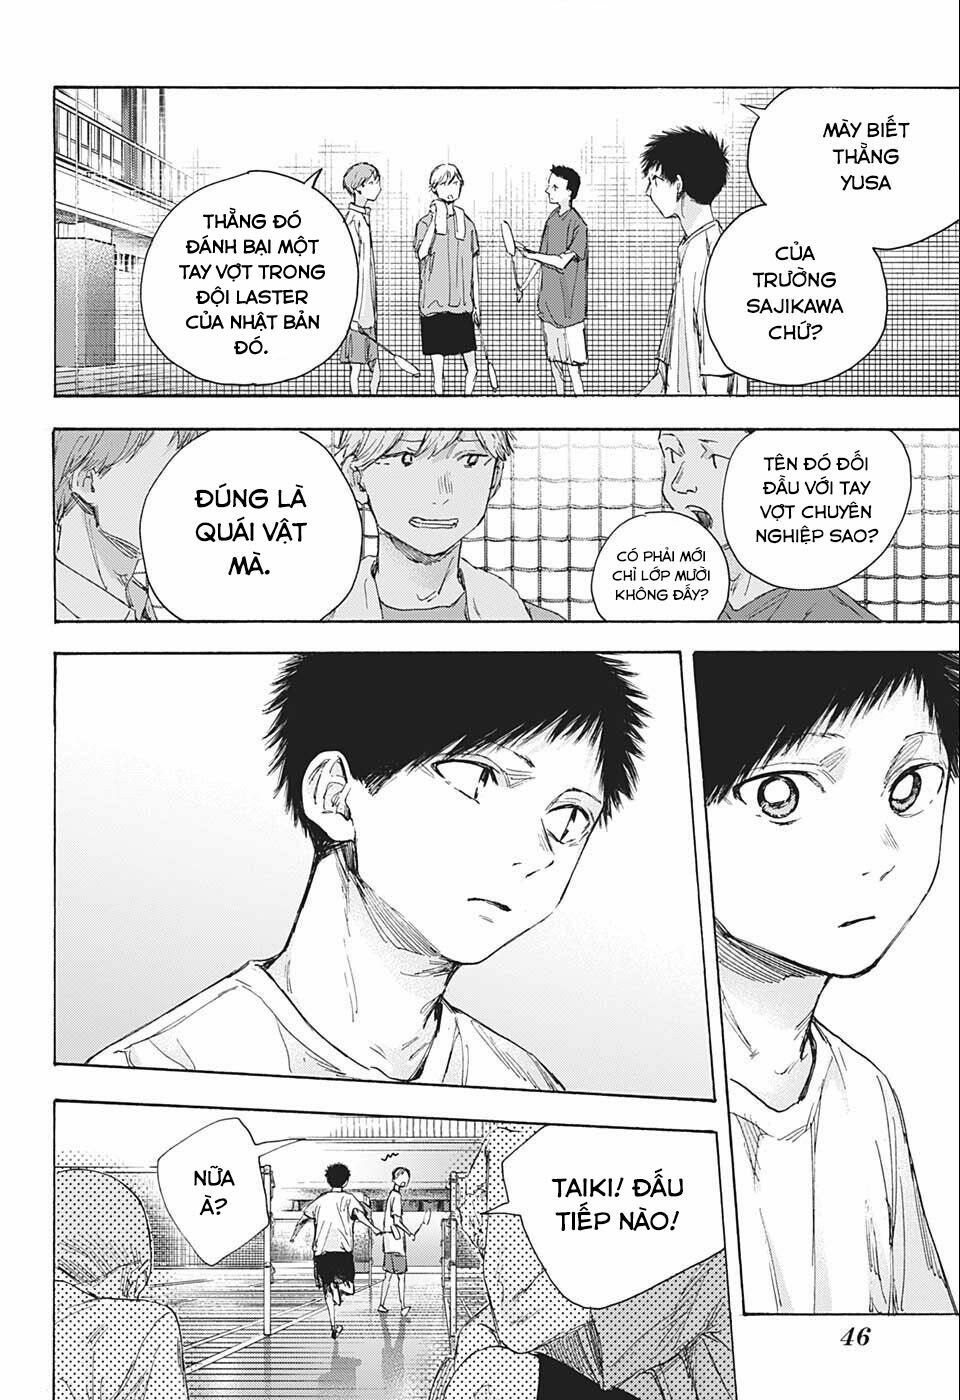 MÀY BIẾT
THẰNG
YUSA
CỦA
TRƯỜNG
SAJIKAWA
CHỨ?
THẰNG ĐÓ
ĐÁNH BẠI MỘT
TAY VỢT TRONG
ĐỘI LASTER
CỦA NHẬT BẢN
ĐÓ.
TÊN ĐÓ ĐỐI
ĐẦU VỚI TAY
VỢT CHUYÊN
NGHIỆP SAO?
CÓ PHẢI MỚI
CHỈ LỚP MƯỜI
KHÔNG ĐẤY?
ĐÚNG LÀ
QUÁI VẬT
MÀ.
TAIKI! ĐẤU
TIẾP NÀO!
NỮA
À?
46